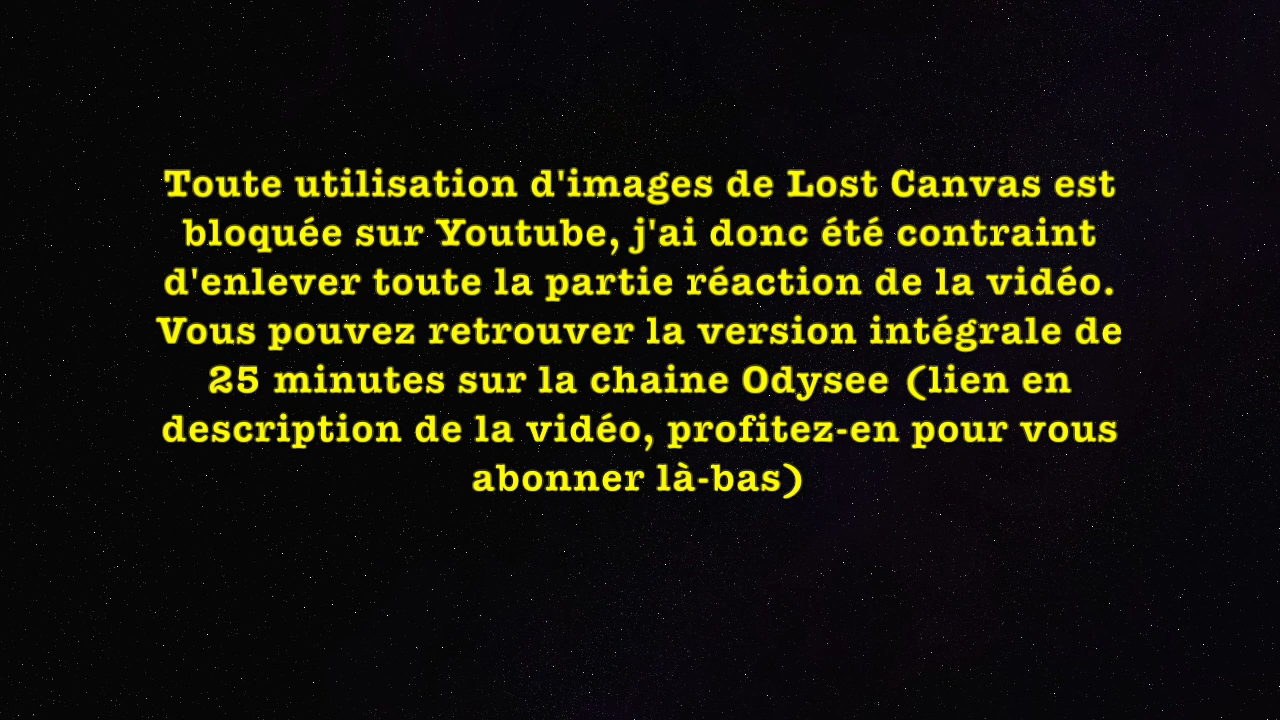 Toute utilisation d'images de Lost Canvas est
bloquée sur Youtube, j'ai donc été contraint
d'enlever toute la partie réaction de la vidéo.
Vous pouvez retrouver la version intégrale de
25 minutes sur la chaine Odysee (lien en
description de la vidéo, profitez-en pour vous
abonner là-bas)